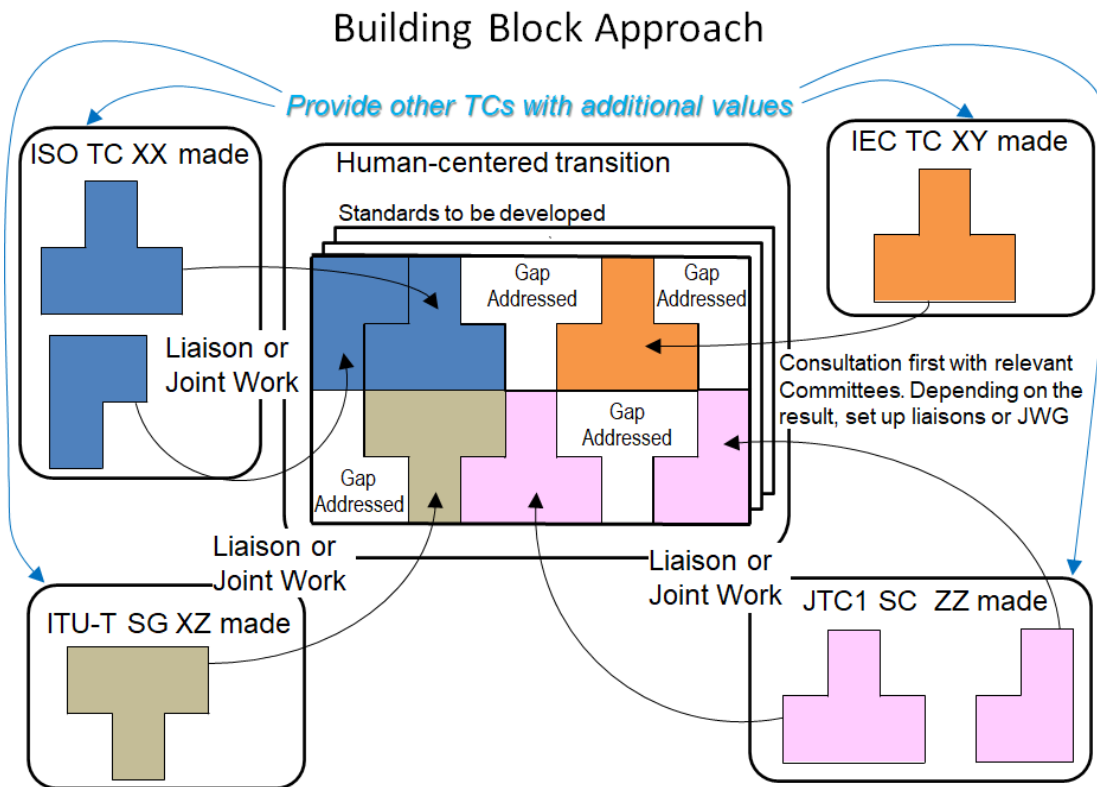 Building Block Approach
Provide other TCs with additional values
ISO TC XX made
IEC TC XY made
Human-centered transition
Standards to be developed
Gap
Addressed
Gap
Addressed
Liaison or
Joint Work
Consultation first with relevant
Committees. Depending on the
result, set up liaisons or JWG
Gap
Addressed
Gap
Addressed
Liaison or
Joint Work
Liaison or
Joint Work
ITU-T SG XZ made
JTC1 SC ZZ made